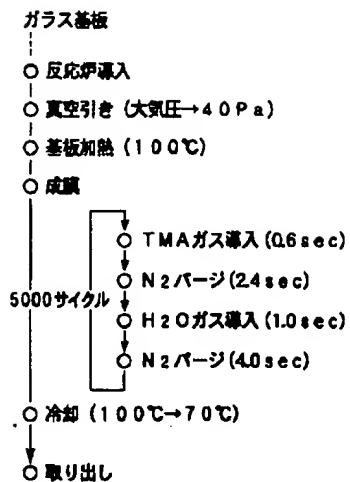 ガラス基板
反応炉導入
真空引き (大気圧→40Pa)
基板加熱 (100℃)
成膜
TMAガス導入 (0.6sec)
N2パージ (2.4sec)
5000サイクル
H2Oガス導入 (1.0sec)
N2パージ (4.0sec)
冷却 (100℃→70℃)
取り出し